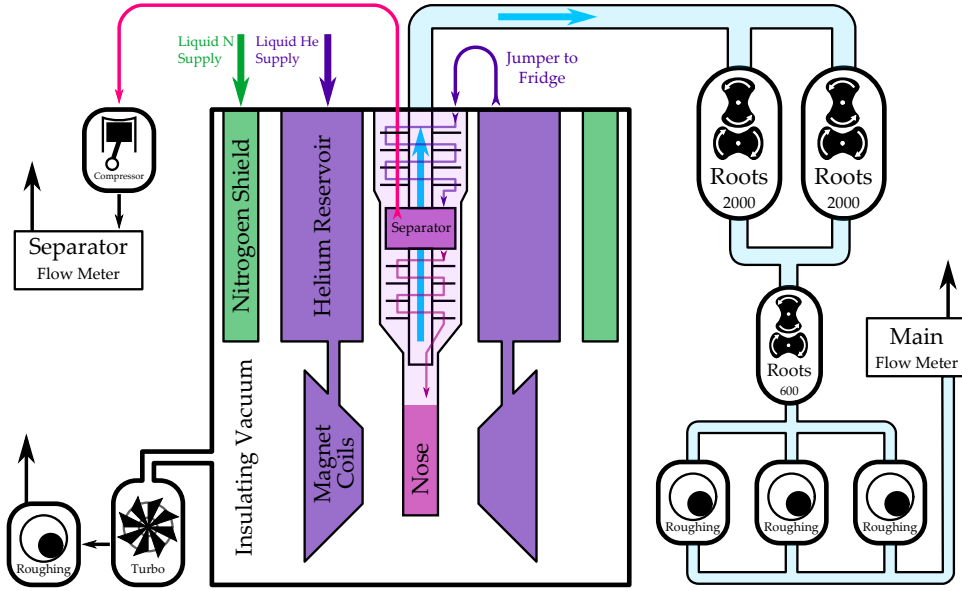 Liquid N
Supply
Liquid He
Supply
Jumper to
Fridge
Compressor
Separator
Flow Meter
Nitrogoen Shield
Helium Reservoir
Separator
Roots
2000
Roots
2000
Roots
600
Main
Flow Meter
Insulating Vacuum
Magnet
Coils
Nose
Roughing
Turbo
Roughing
Roughing
Roughing